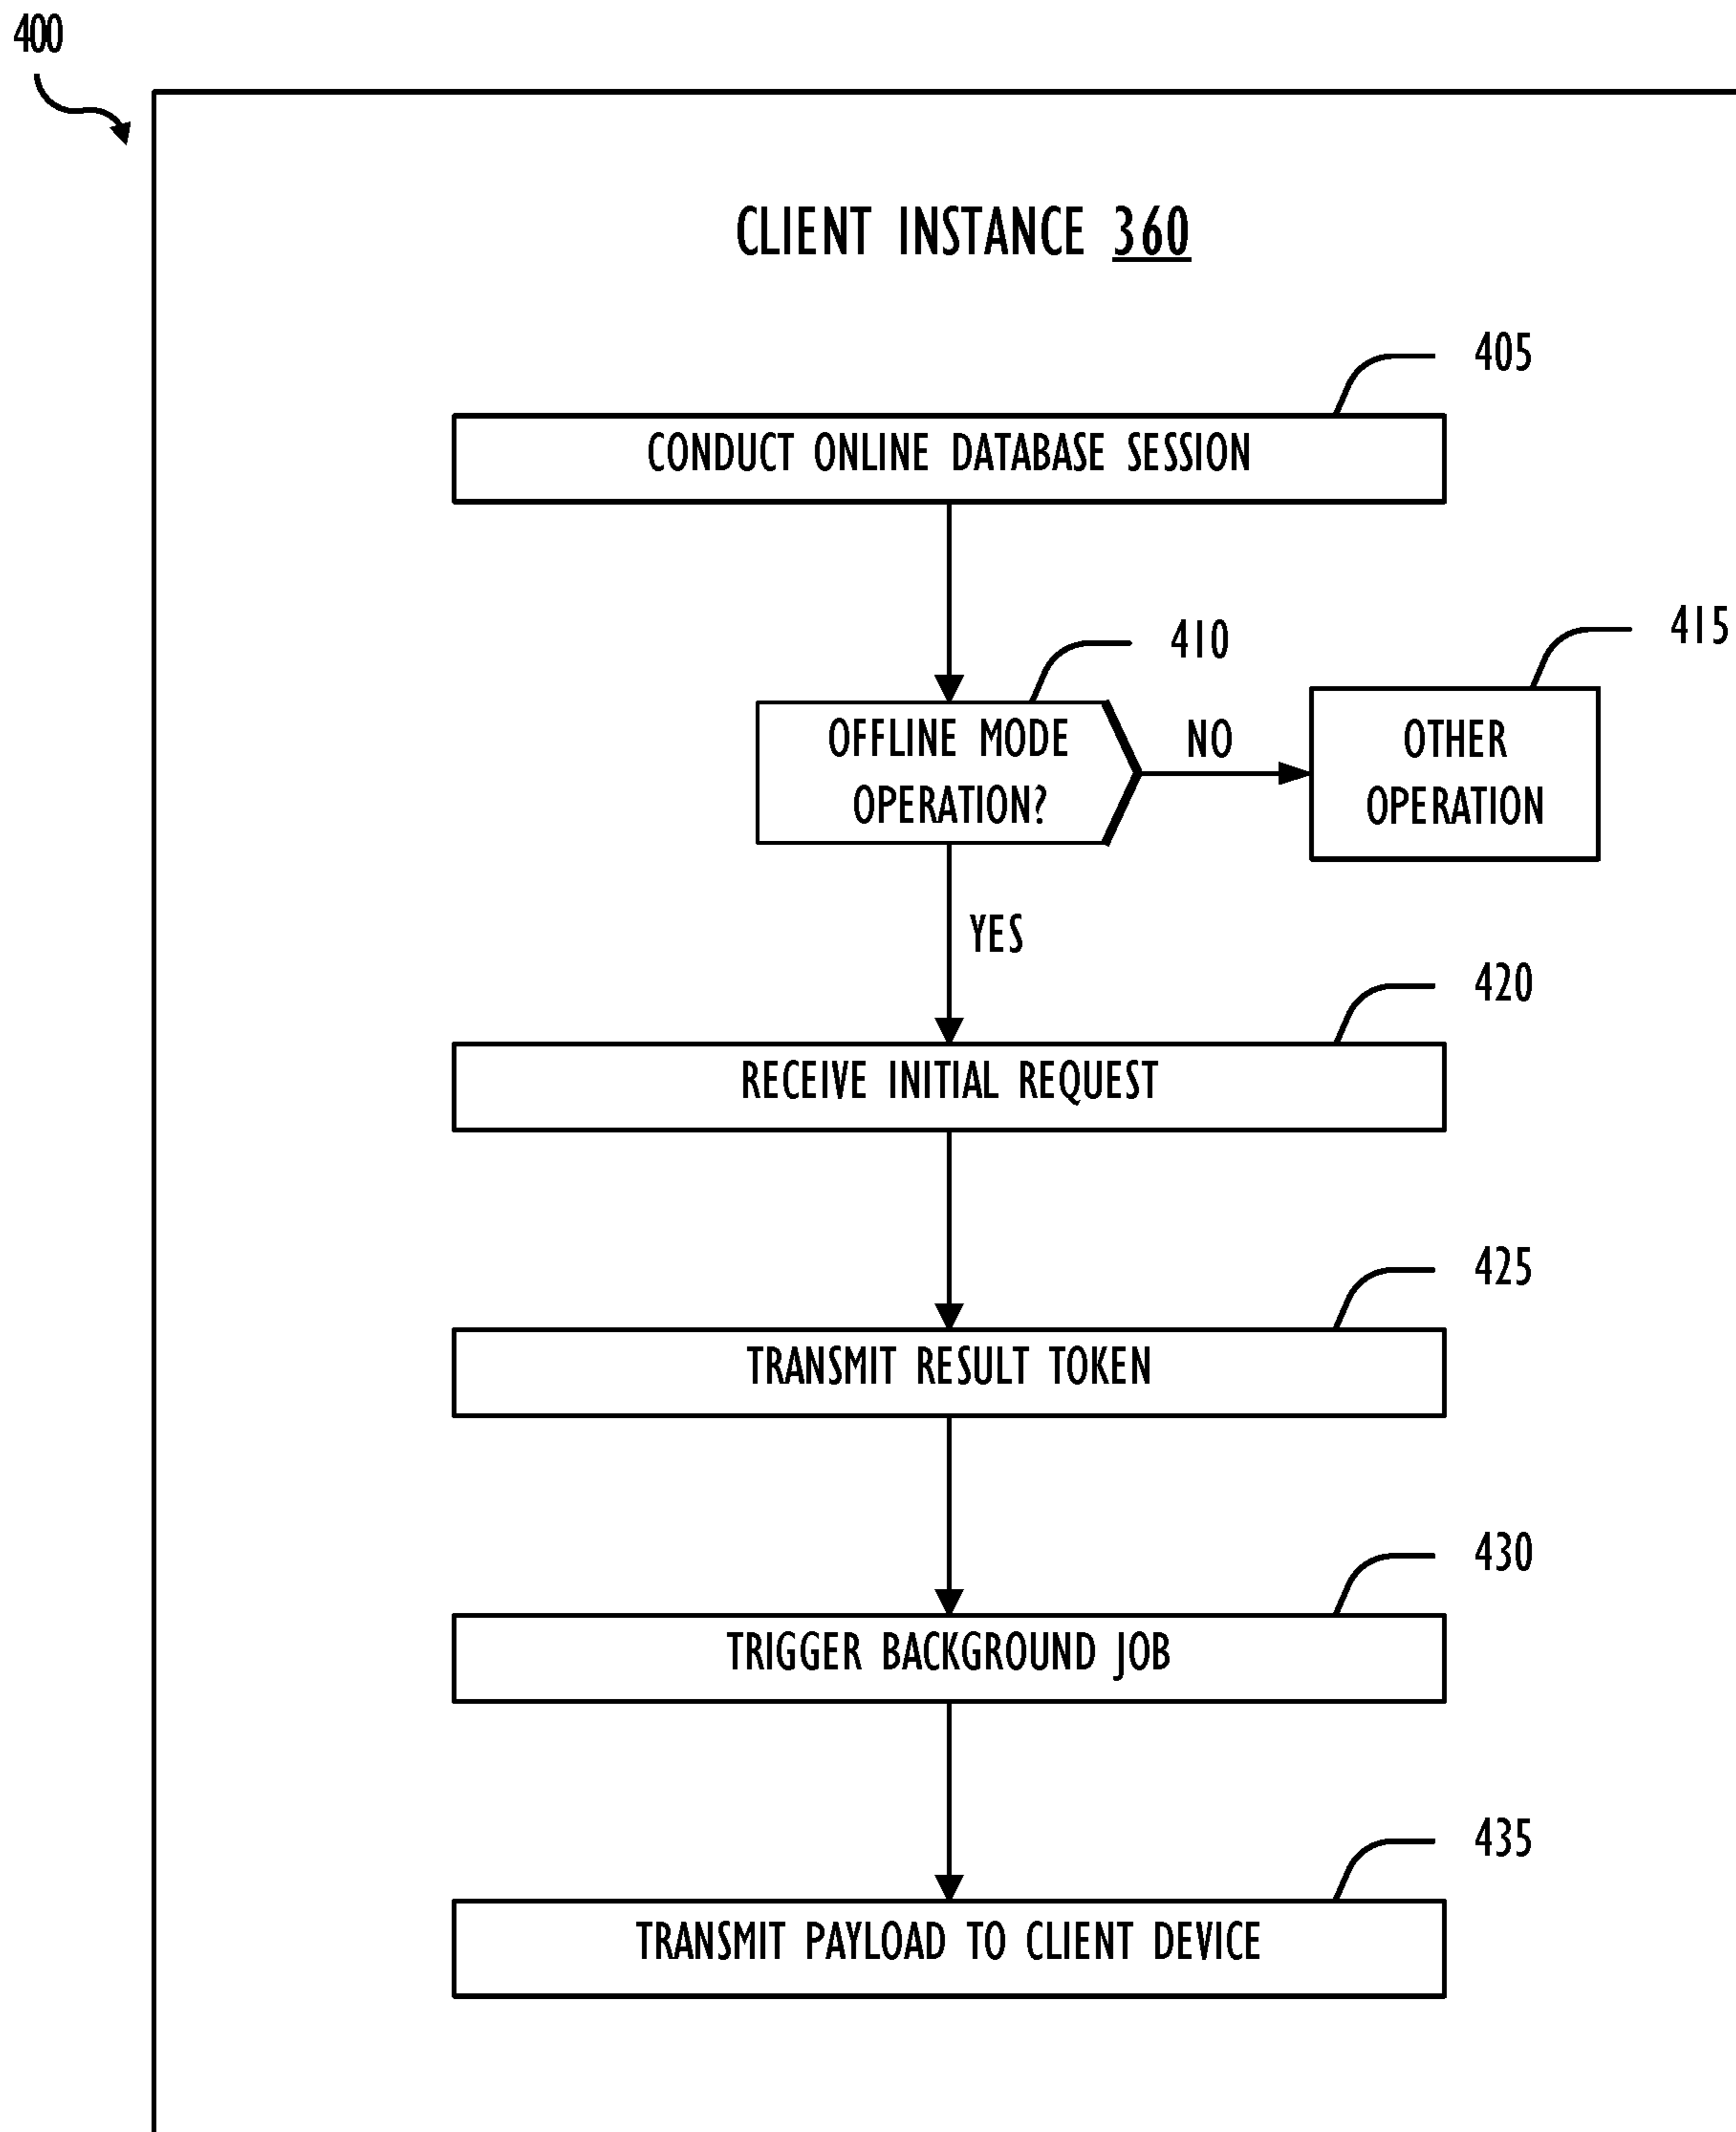 400
CLIENT INSTANCE 360
405
CONDUCT ONLINE DATABASE SESSION
410
415
OFFLINE MODE
OPERATION?
NO
OTHER
OPERATION
YES
420
RECEIVE INITIAL REQUEST
425
TRANSMIT RESULT TOKEN
430
TRIGGER BACKGROUND JOB
435
TRANSMIT PAYLOAD TO CLIENT DEVICE